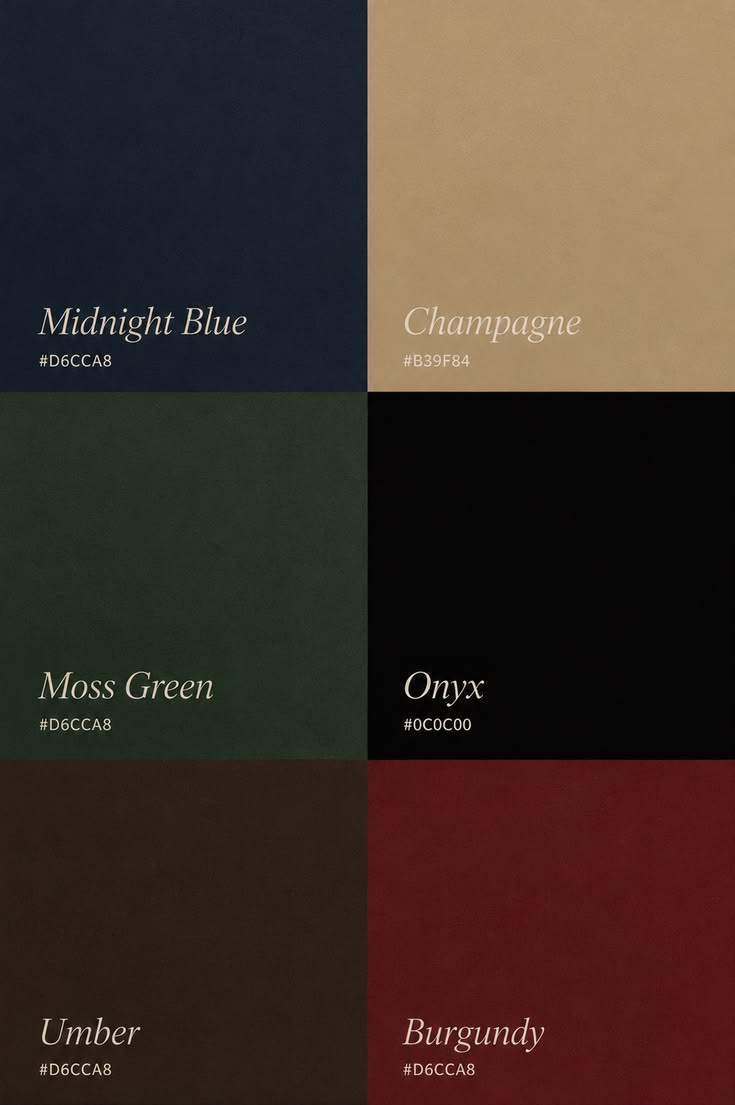 Midnight Blue
#D6CCA8
Champagne
#B39F84
Moss Green
#D6CCA8
Onyx
#0C0C00
Umber
#D6CCA8
Burgundy
#D6CCA8